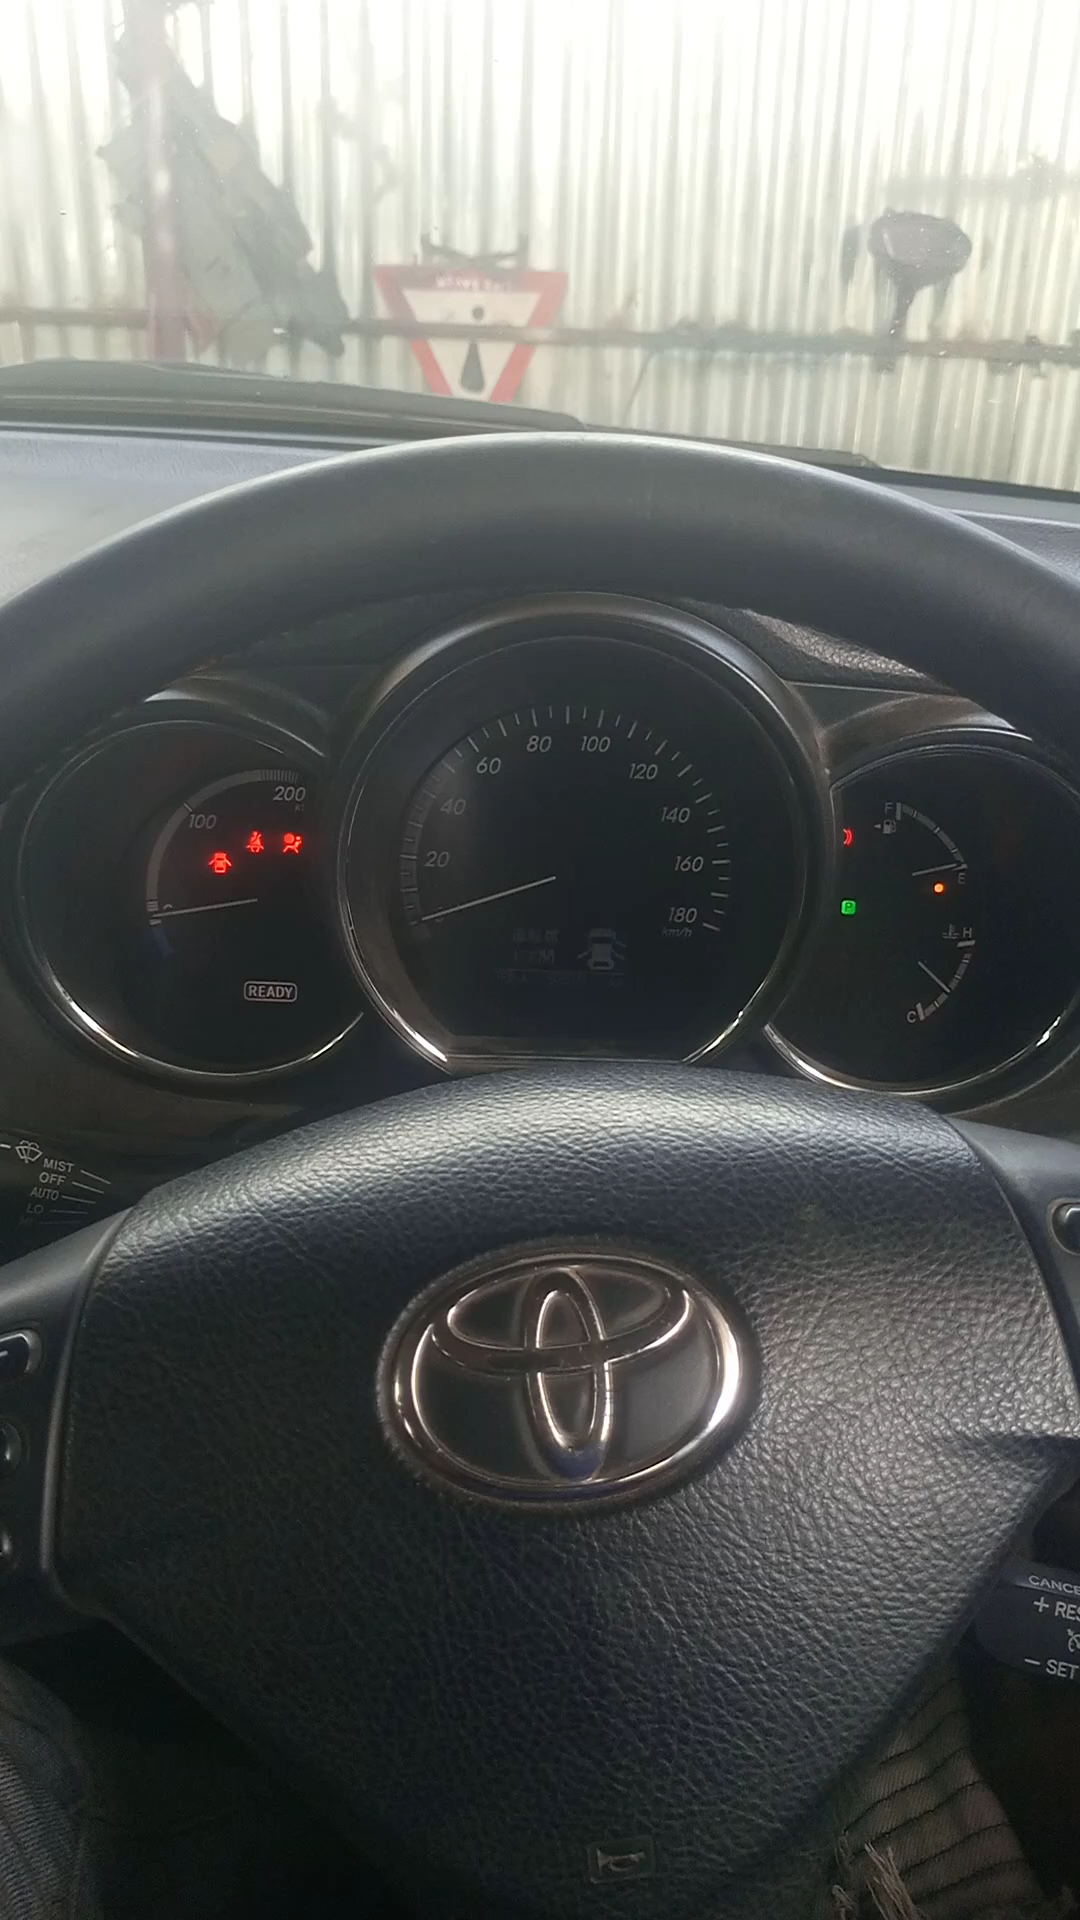 80 100
60 120
40 140
20 160
180
km/h
200
100
READY
F
E
H
C
P
MIST
OFF
AUTO
LO
HI
CANCE
+ RES
− SET